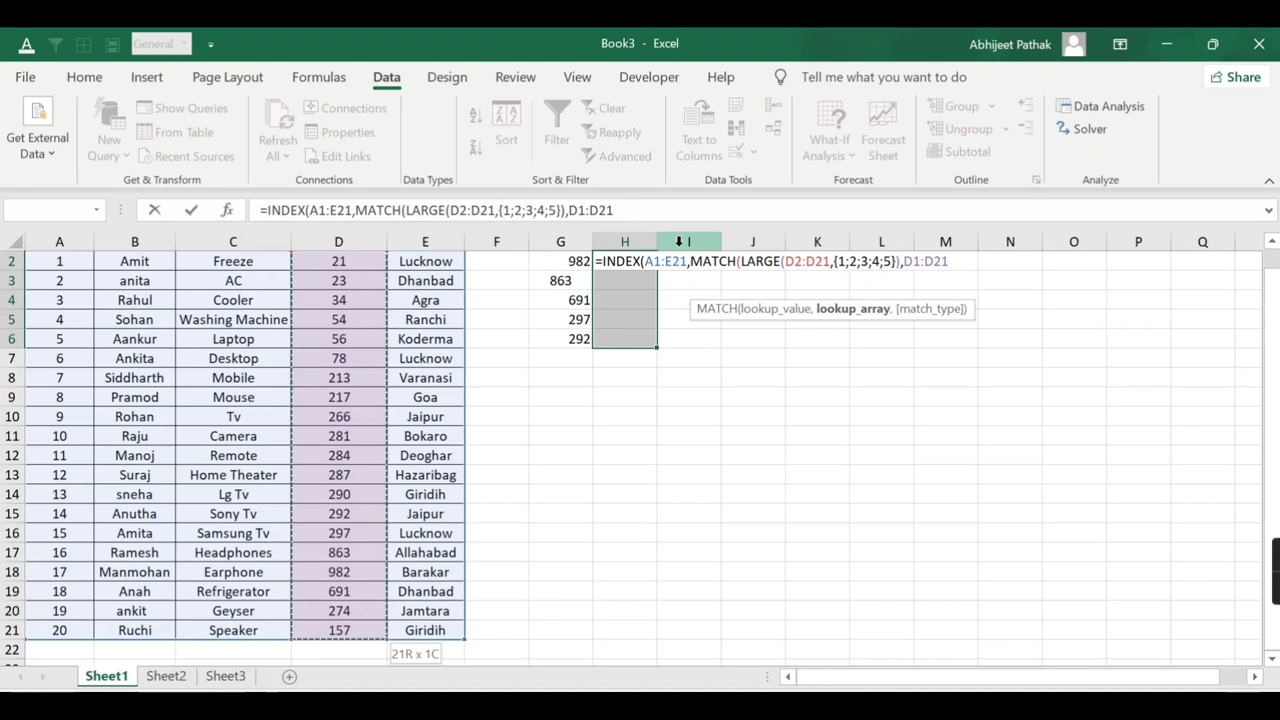 General
Book3 - Excel
Abhijeet Pathak
File Home Insert Page Layout Formulas Data Design Review View Developer Help Tell me what you want to do Share
Get External Data
New Query
Show Queries
From Table
Recent Sources
Get & Transform
Refresh All
Connections
Properties
Edit Links
Connections
Data Types
Sort
Filter
Clear
Reapply
Advanced
Sort & Filter
Text to Columns
Data Tools
What-If Analysis
Forecast Sheet
Forecast
Group
Ungroup
Subtotal
Outline
Data Analysis
Solver
Analyze
fx =INDEX(A1:E21,MATCH(LARGE(D2:D21,{1;2;3;4;5}),D1:D21
A B C D E F G H I J K L M N O P Q
2 1 Amit Freeze 21 Lucknow 982 =INDEX(A1:E21,MATCH(LARGE(D2:D21,{1;2;3;4;5}),D1:D21
3 2 anita AC 23 Dhanbad 863
4 3 Rahul Cooler 34 Agra 691
MATCH(lookup_value, lookup_array, [match_type])
5 4 Sohan Washing Machine 54 Ranchi 297
6 5 Aankur Laptop 56 Koderma 292
7 6 Ankita Desktop 78 Lucknow
8 7 Siddharth Mobile 213 Varanasi
9 8 Pramod Mouse 217 Goa
10 9 Rohan Tv 266 Jaipur
11 10 Raju Camera 281 Bokaro
12 11 Manoj Remote 284 Deoghar
13 12 Suraj Home Theater 287 Hazaribag
14 13 sneha Lg Tv 290 Giridih
15 14 Anutha Sony Tv 292 Jaipur
16 15 Amita Samsung Tv 297 Lucknow
17 16 Ramesh Headphones 863 Allahabad
18 17 Manmohan Earphone 982 Barakar
19 18 Anah Refrigerator 691 Dhanbad
20 19 ankit Geyser 274 Jamtara
21 20 Ruchi Speaker 157 Giridih
22 21R x 1C
Sheet1 Sheet2 Sheet3